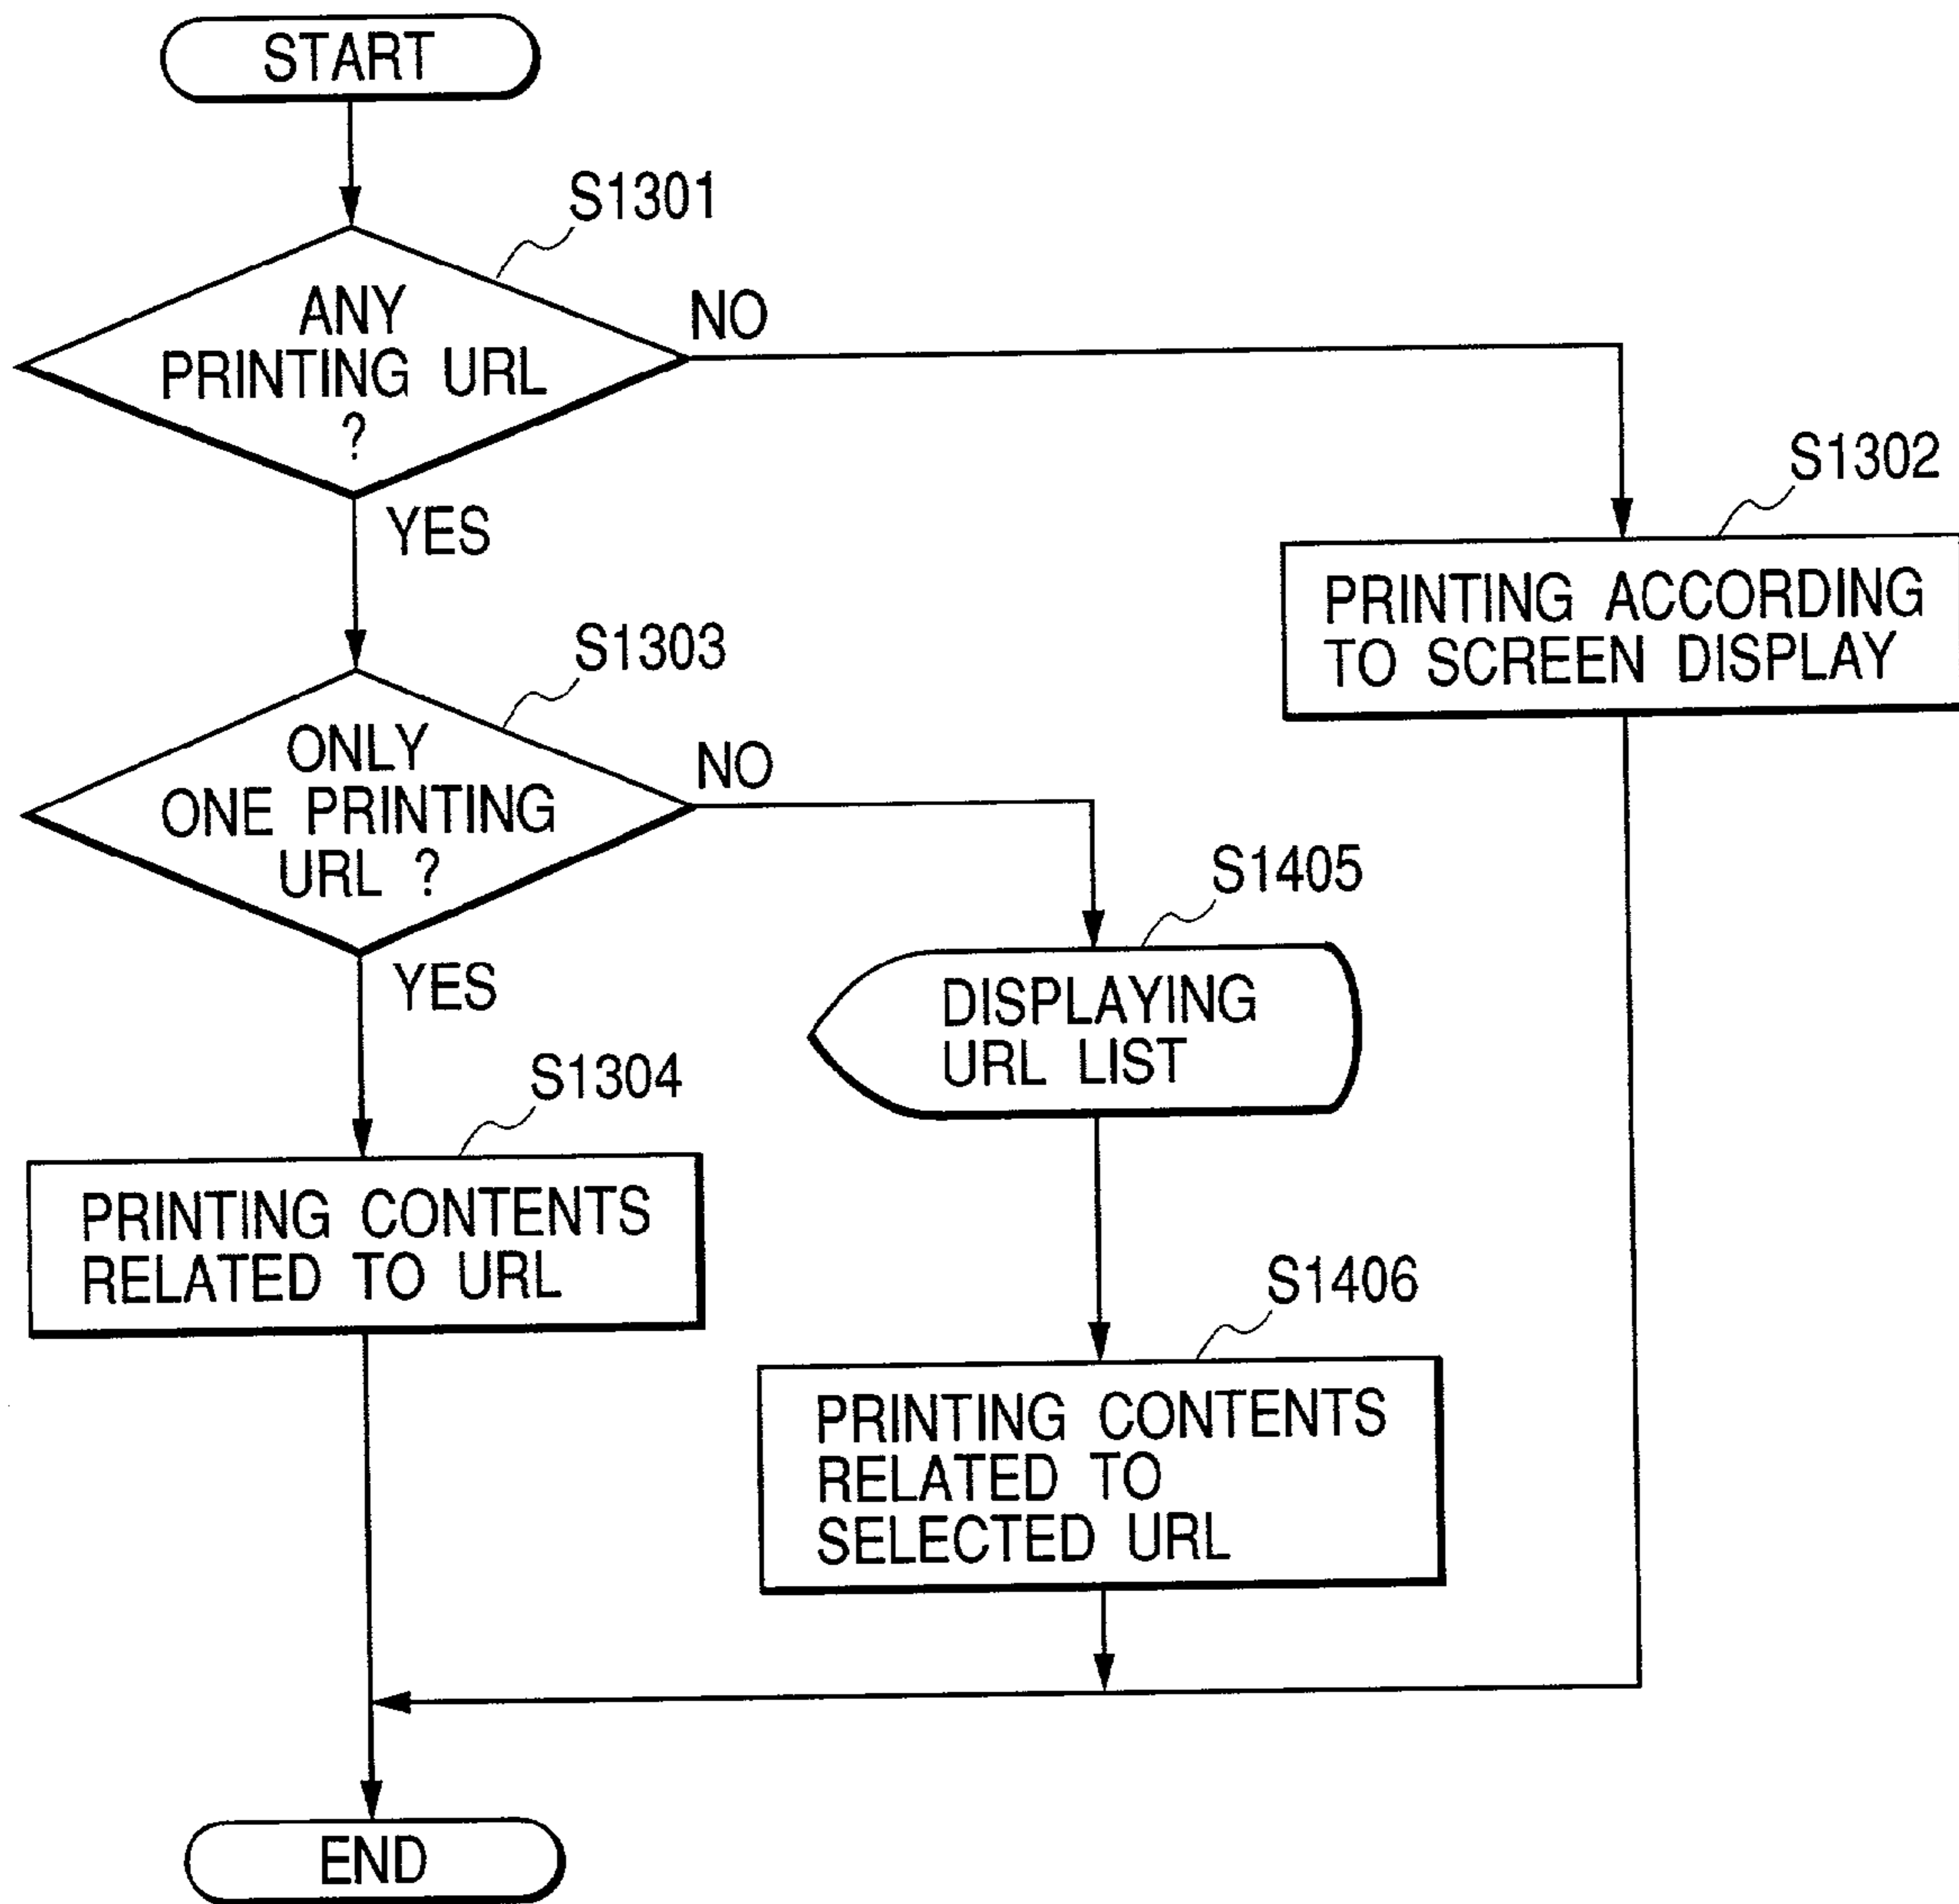 START
S1301
ANY
PRINTING URL
?
NO
YES
S1302
PRINTING ACCORDING
TO SCREEN DISPLAY
S1303
ONLY
ONE PRINTING
URL ?
NO
YES
S1405
DISPLAYING
URL LIST
S1304
PRINTING CONTENTS
RELATED TO URL
S1406
PRINTING CONTENTS
RELATED TO
SELECTED URL
END